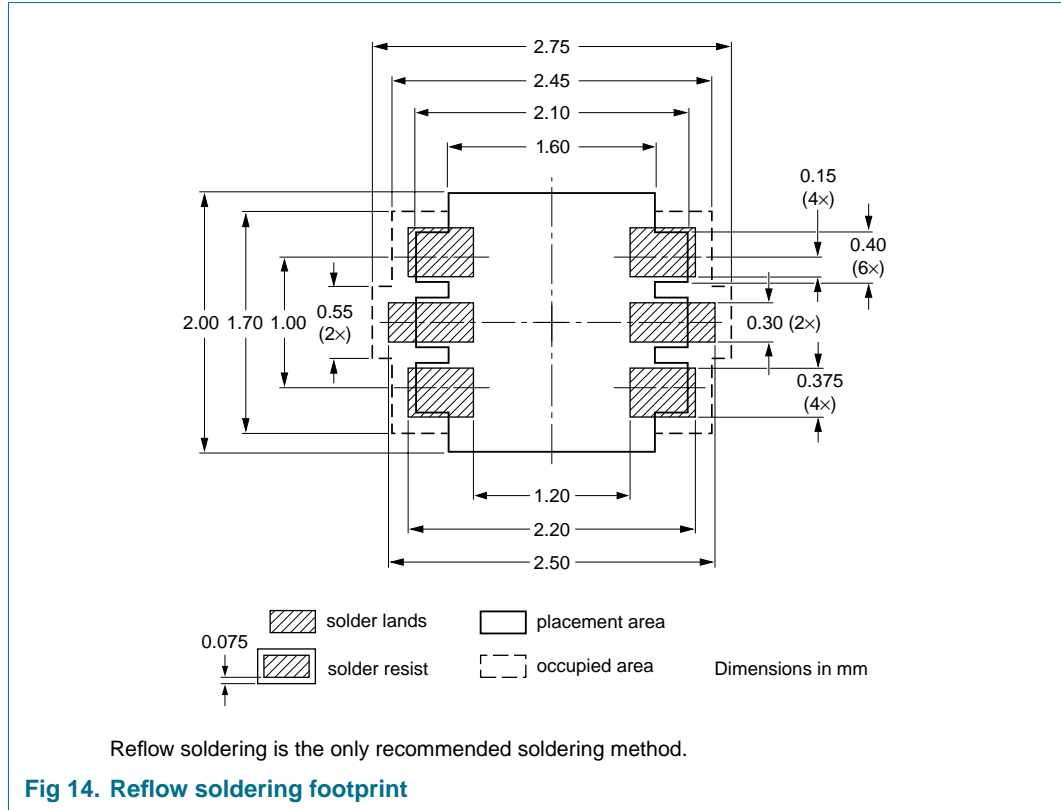 2.75
2.45
2.10
1.60
0.15
(4×)
0.40
(6×)
0.55
(2×)
2.00 1.70 1.00
0.30 (2×)
0.375
(4×)
1.20
2.20
2.50
solder lands
placement area
0.075
solder resist
occupied area
Dimensions in mm
Reflow soldering is the only recommended soldering method.
Fig 14. Reflow soldering footprint